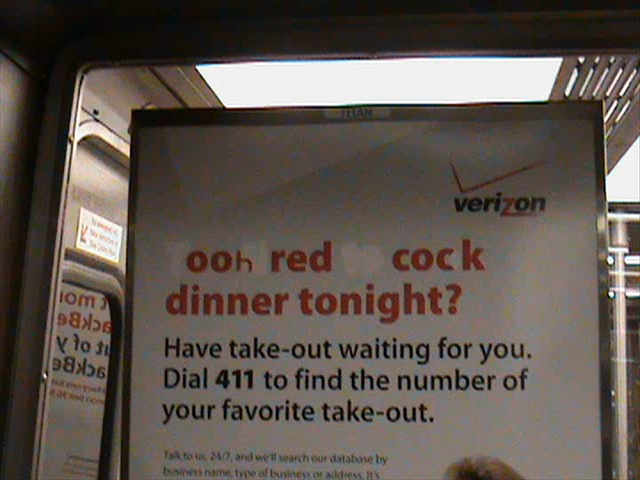 TITAN
verizon
ooh red cock
dinner tonight?
Have take-out waiting for you.
Dial 411 to find the number of
your favorite take-out.
Talk to us, 24/7, and we'll search our database by
business name, type of business or address. It's